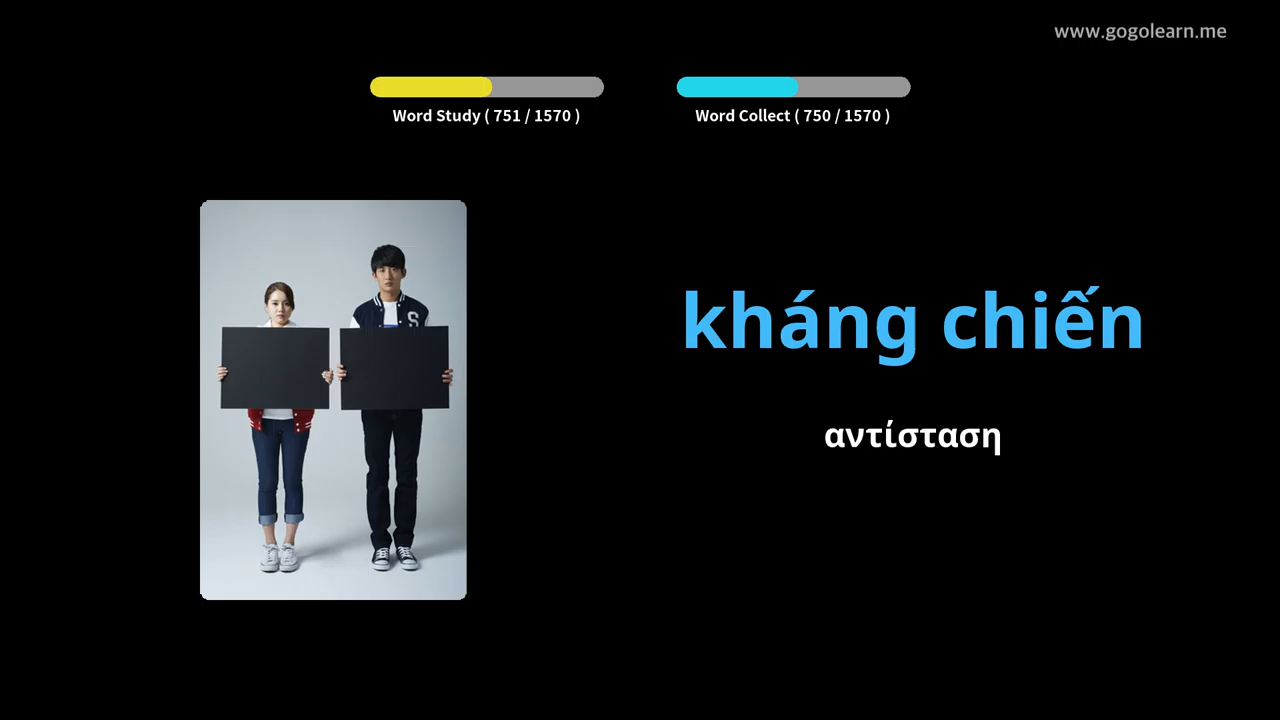 www.gogolearn.me
Word Study ( 751 / 1570 )
Word Collect ( 750 / 1570 )
S
kháng chiến
αντίσταση